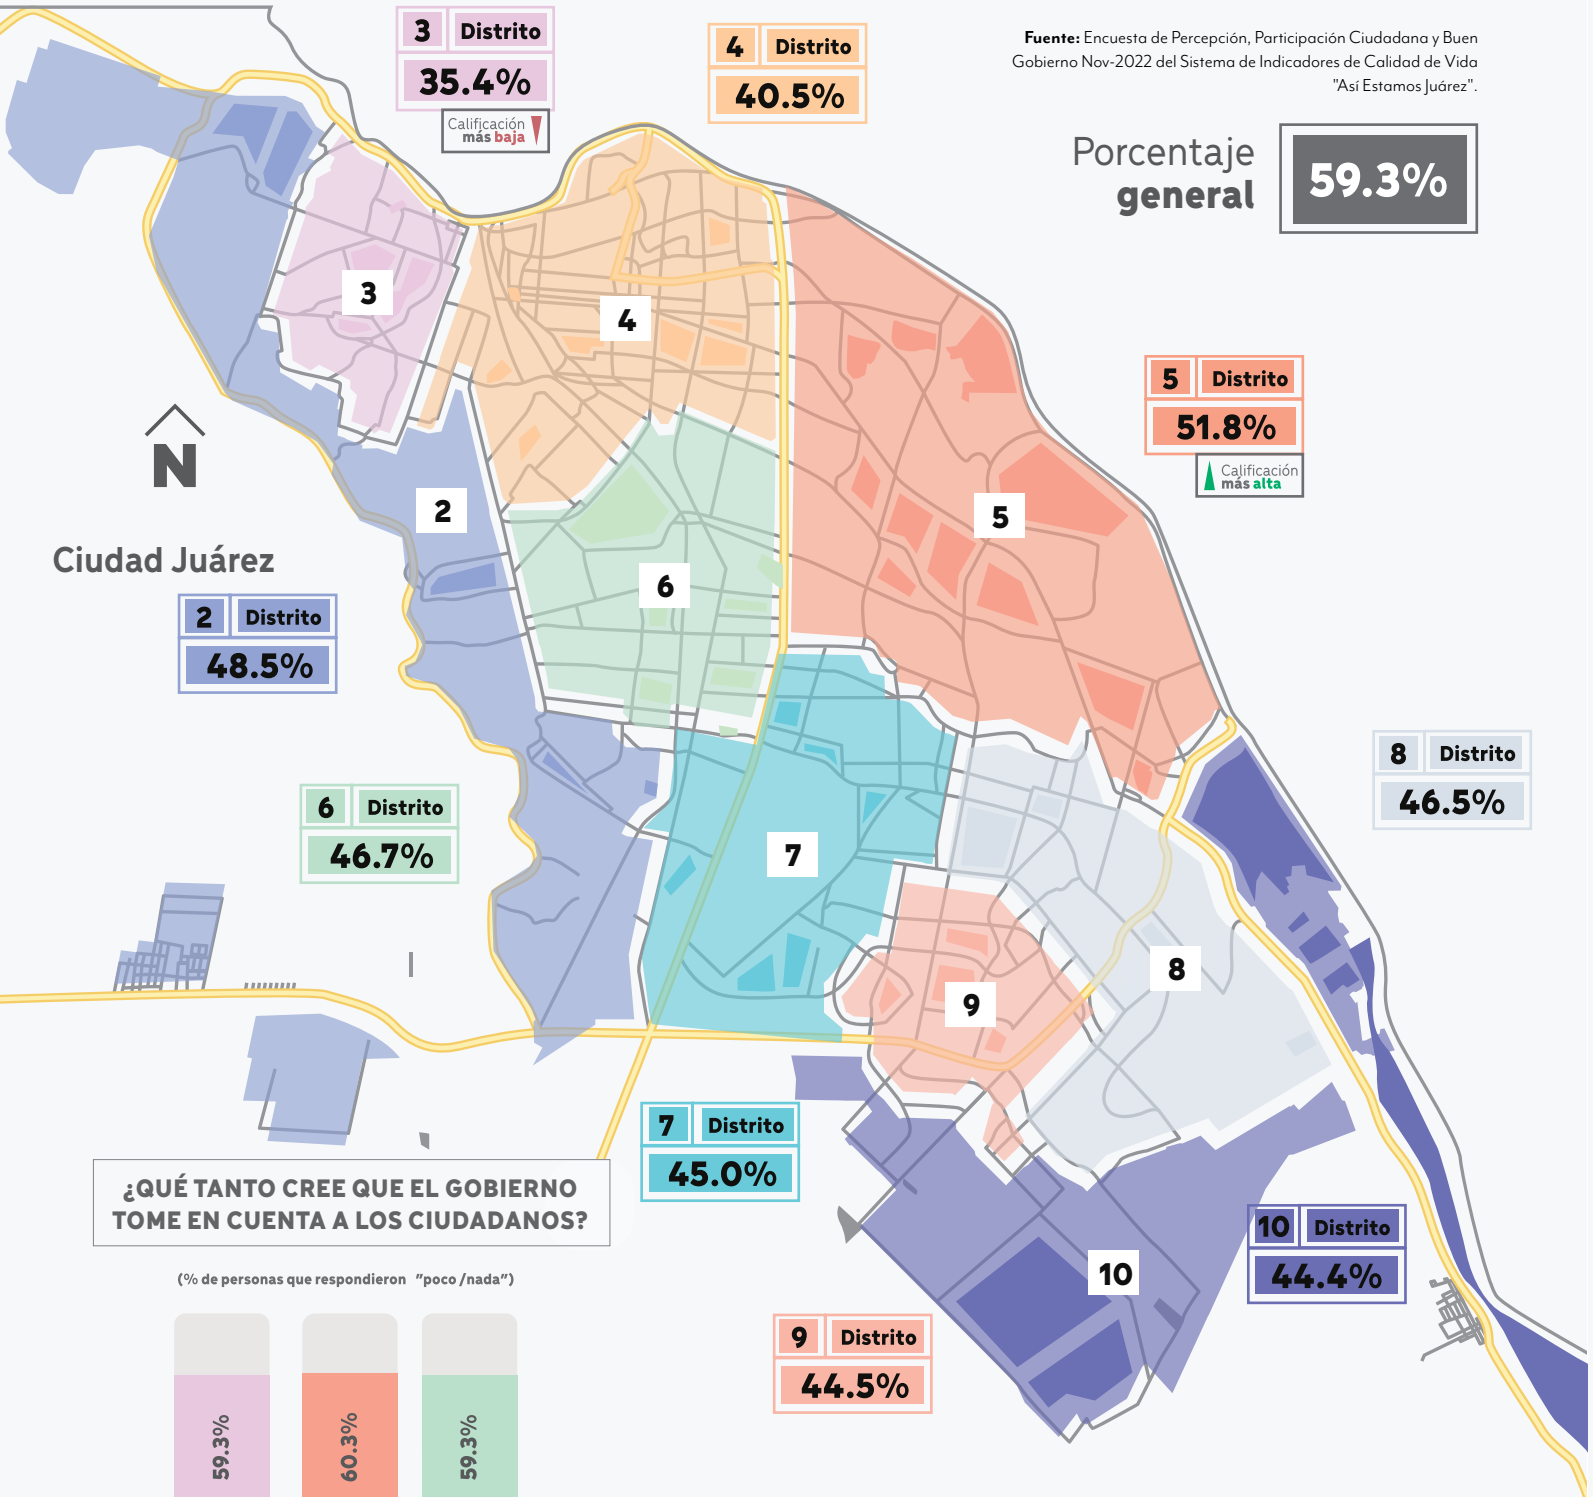 3 Distrito
35.4%
Calificación
más baja
4 Distrito
40.5%
Fuente: Encuesta de Percepción, Participación Ciudadana y Buen
Gobierno Nov-2022 del Sistema de Indicadores de Calidad de Vida
"Así Estamos Juárez".
Porcentaje
general
59.3%
3
4
5 Distrito
51.8%
Calificación
más alta
N
Ciudad Juárez
2
5
6
2 Distrito
48.5%
6 Distrito
46.7%
7
8 Distrito
46.5%
8
9
7 Distrito
45.0%
10 Distrito
44.4%
10
9 Distrito
44.5%
¿QUÉ TANTO CREE QUE EL GOBIERNO
TOME EN CUENTA A LOS CIUDADANOS?
(% de personas que respondieron "poco /nada")
59.3%
60.3%
59.3%